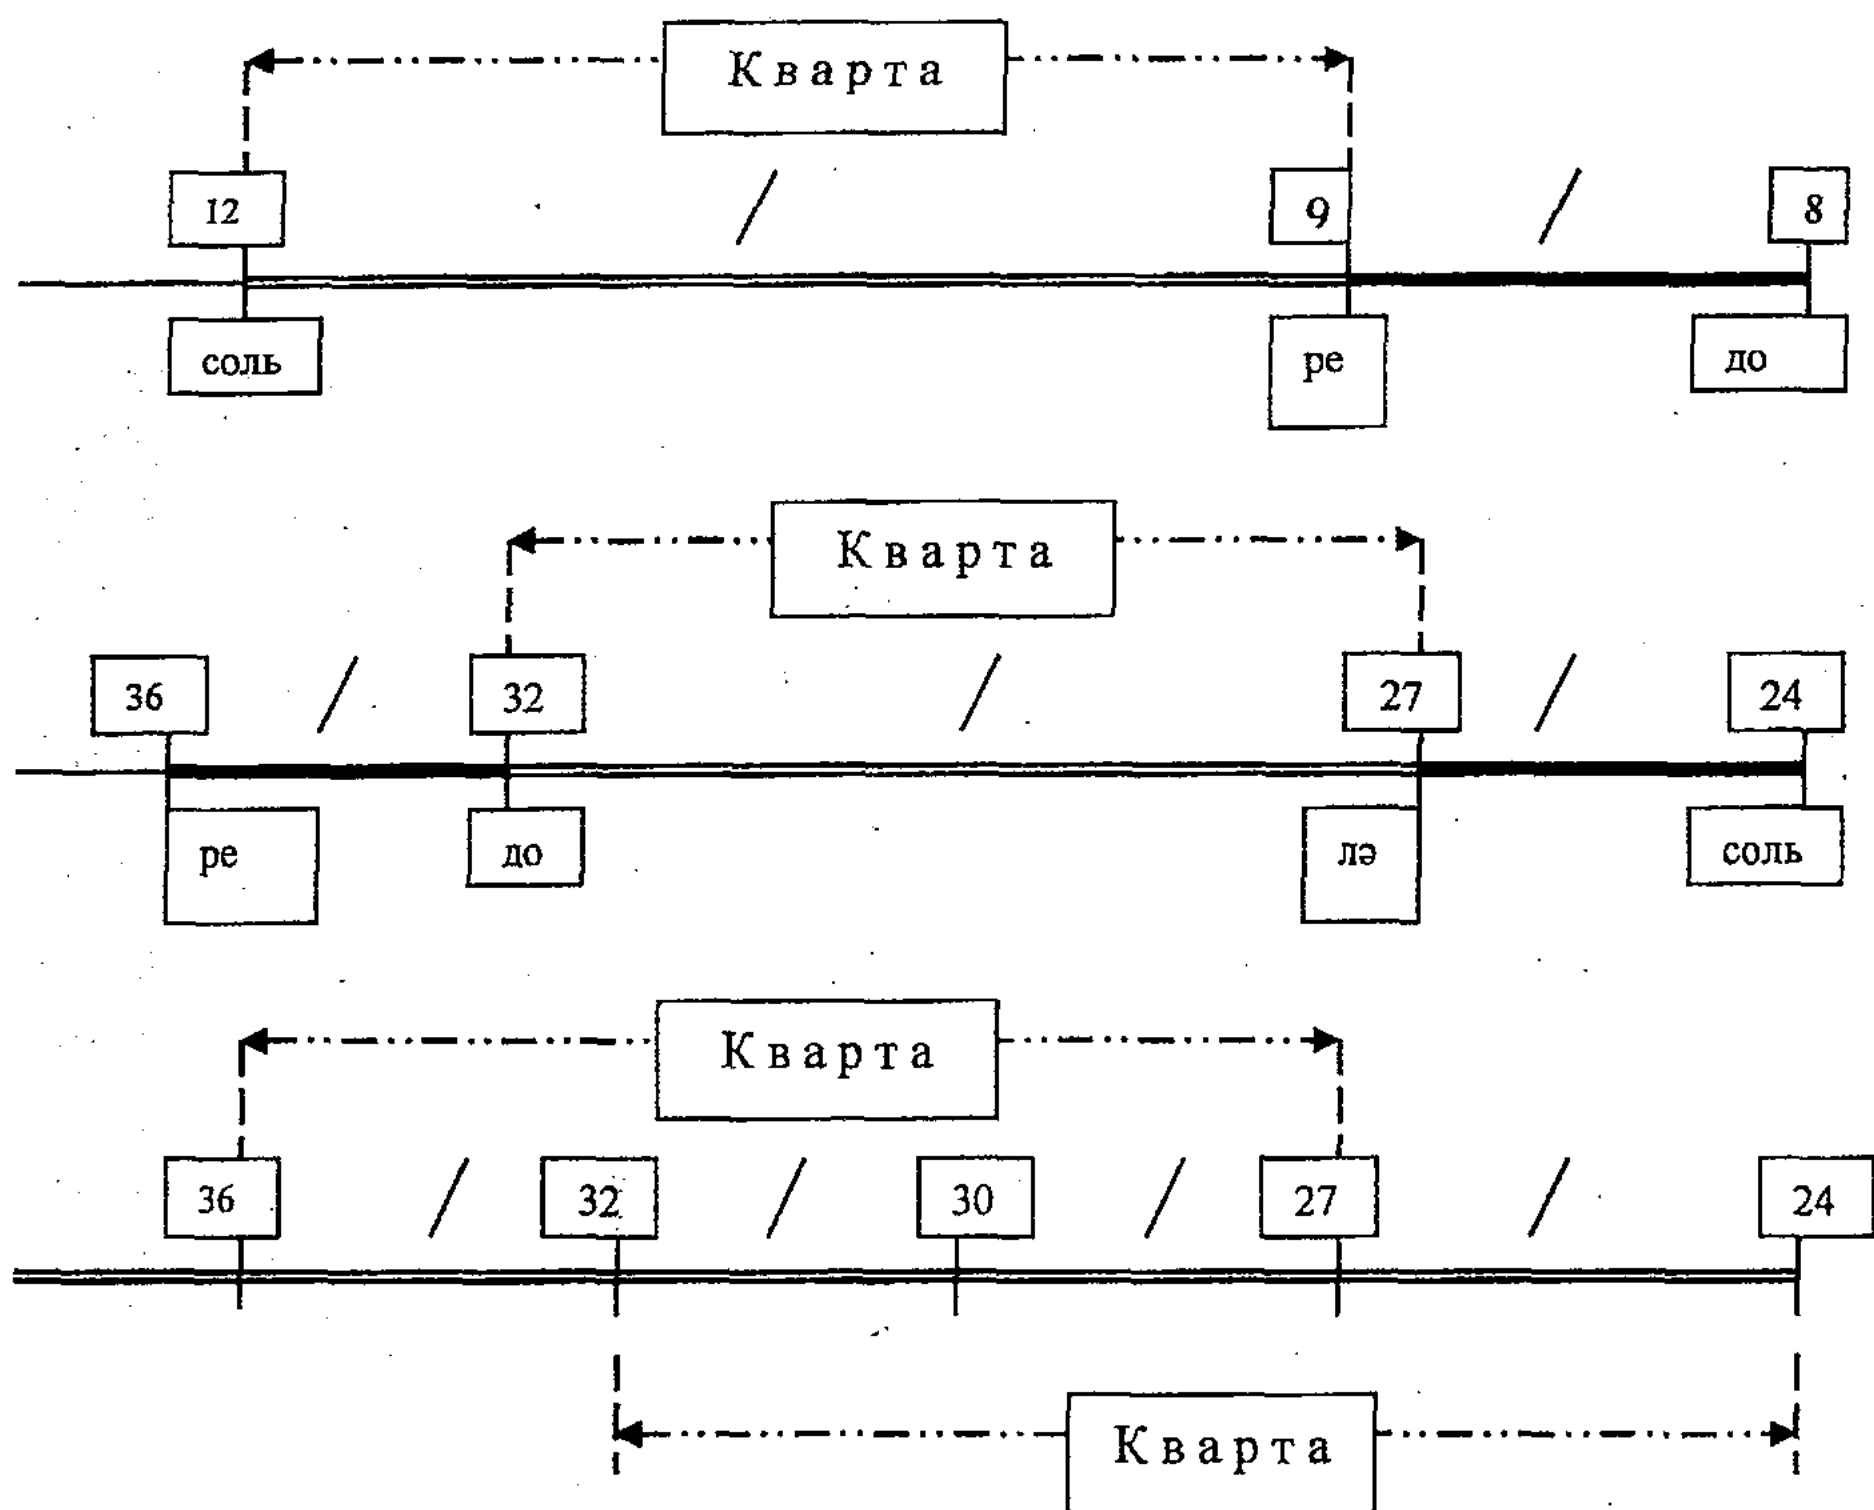 Кварта
12 / 9 / 8
соль ре до
Кварта
36 / 32 / 27 / 24
ре до лә соль
Кварта
36 / 32 / 30 / 27 / 24
Кварта